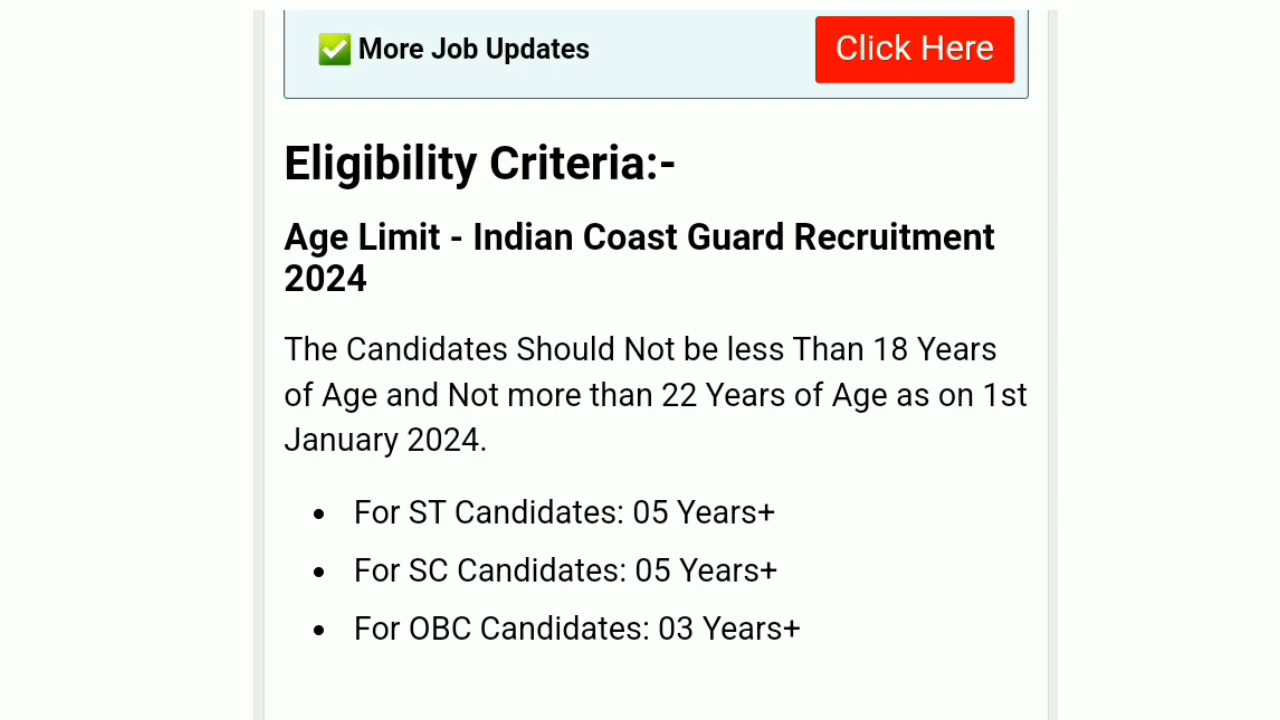 ✅ More Job Updates
Click Here
Eligibility Criteria:-
Age Limit - Indian Coast Guard Recruitment
2024
The Candidates Should Not be less Than 18 Years
of Age and Not more than 22 Years of Age as on 1st
January 2024.
• For ST Candidates: 05 Years+
• For SC Candidates: 05 Years+
• For OBC Candidates: 03 Years+